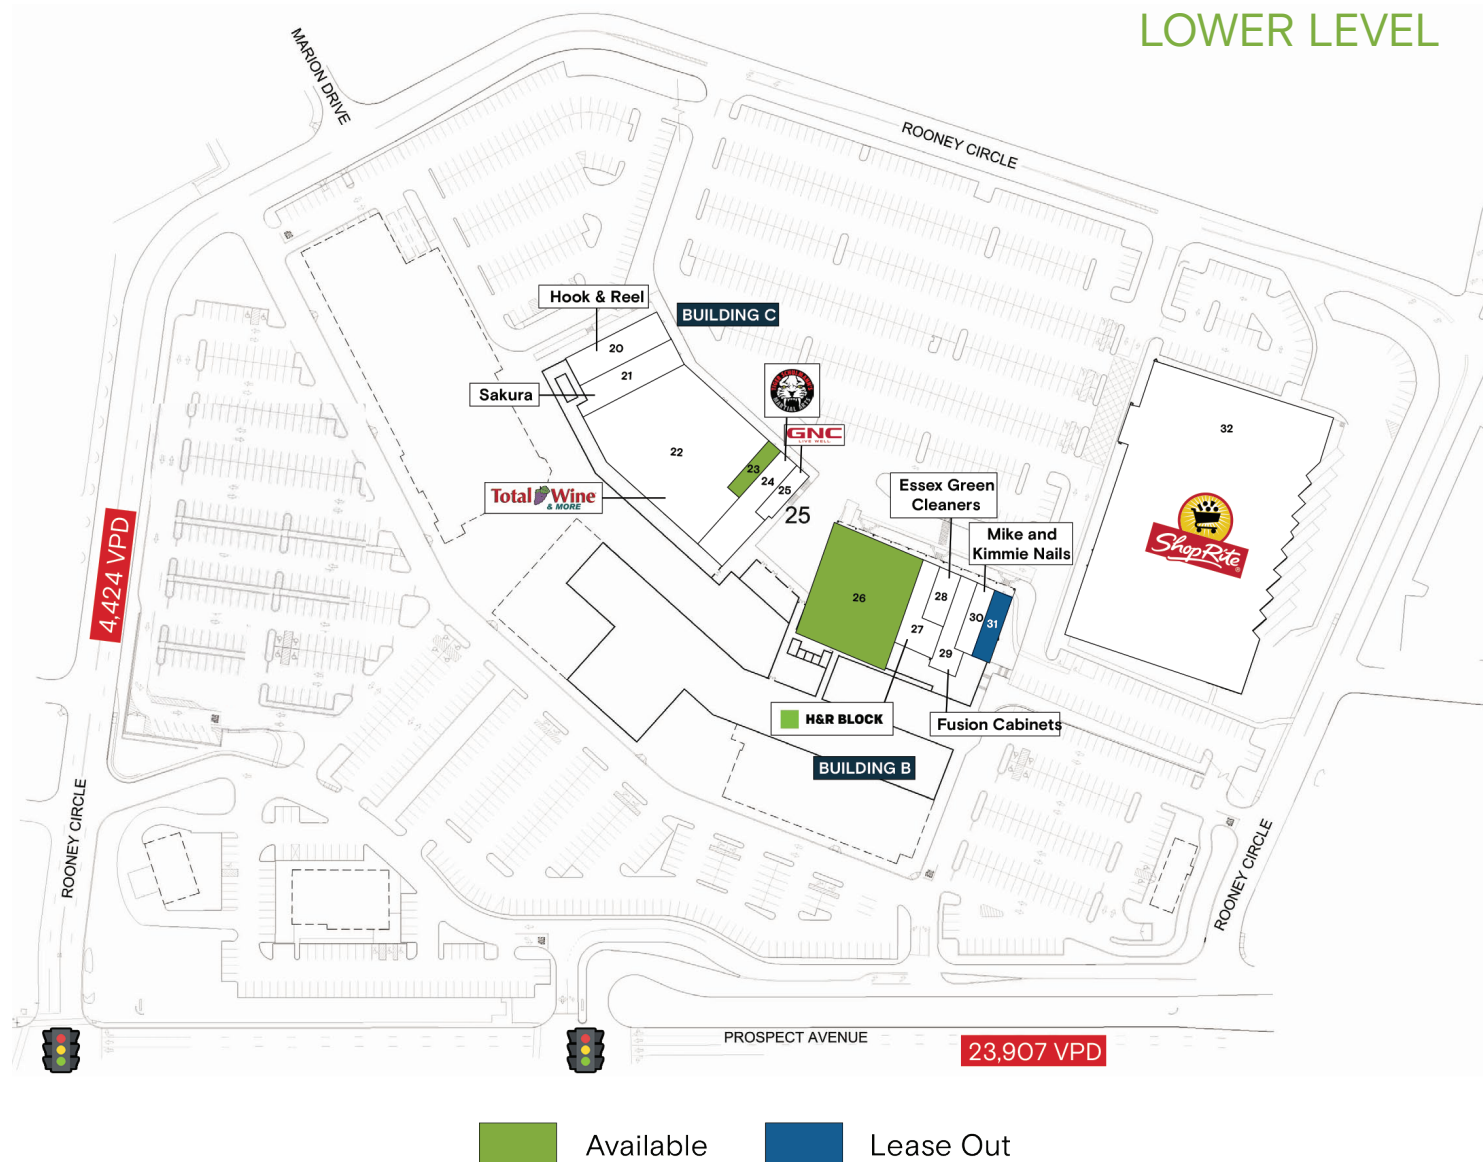 LOWER LEVEL
MARION DRIVE
ROONEY CIRCLE
Hook & Reel
BUILDING C
20
21
Sakura
22
23
24
25
25
GNC
LIVE WELL
Total Wine
& MORE
32
ShopRite
Essex Green
Cleaners
Mike and
Kimmie Nails
26
27
28
29
30
31
H&R BLOCK
Fusion Cabinets
BUILDING B
4,424 VPD
ROONEY CIRCLE
ROONEY CIRCLE
PROSPECT AVENUE
23,907 VPD
Available
Lease Out